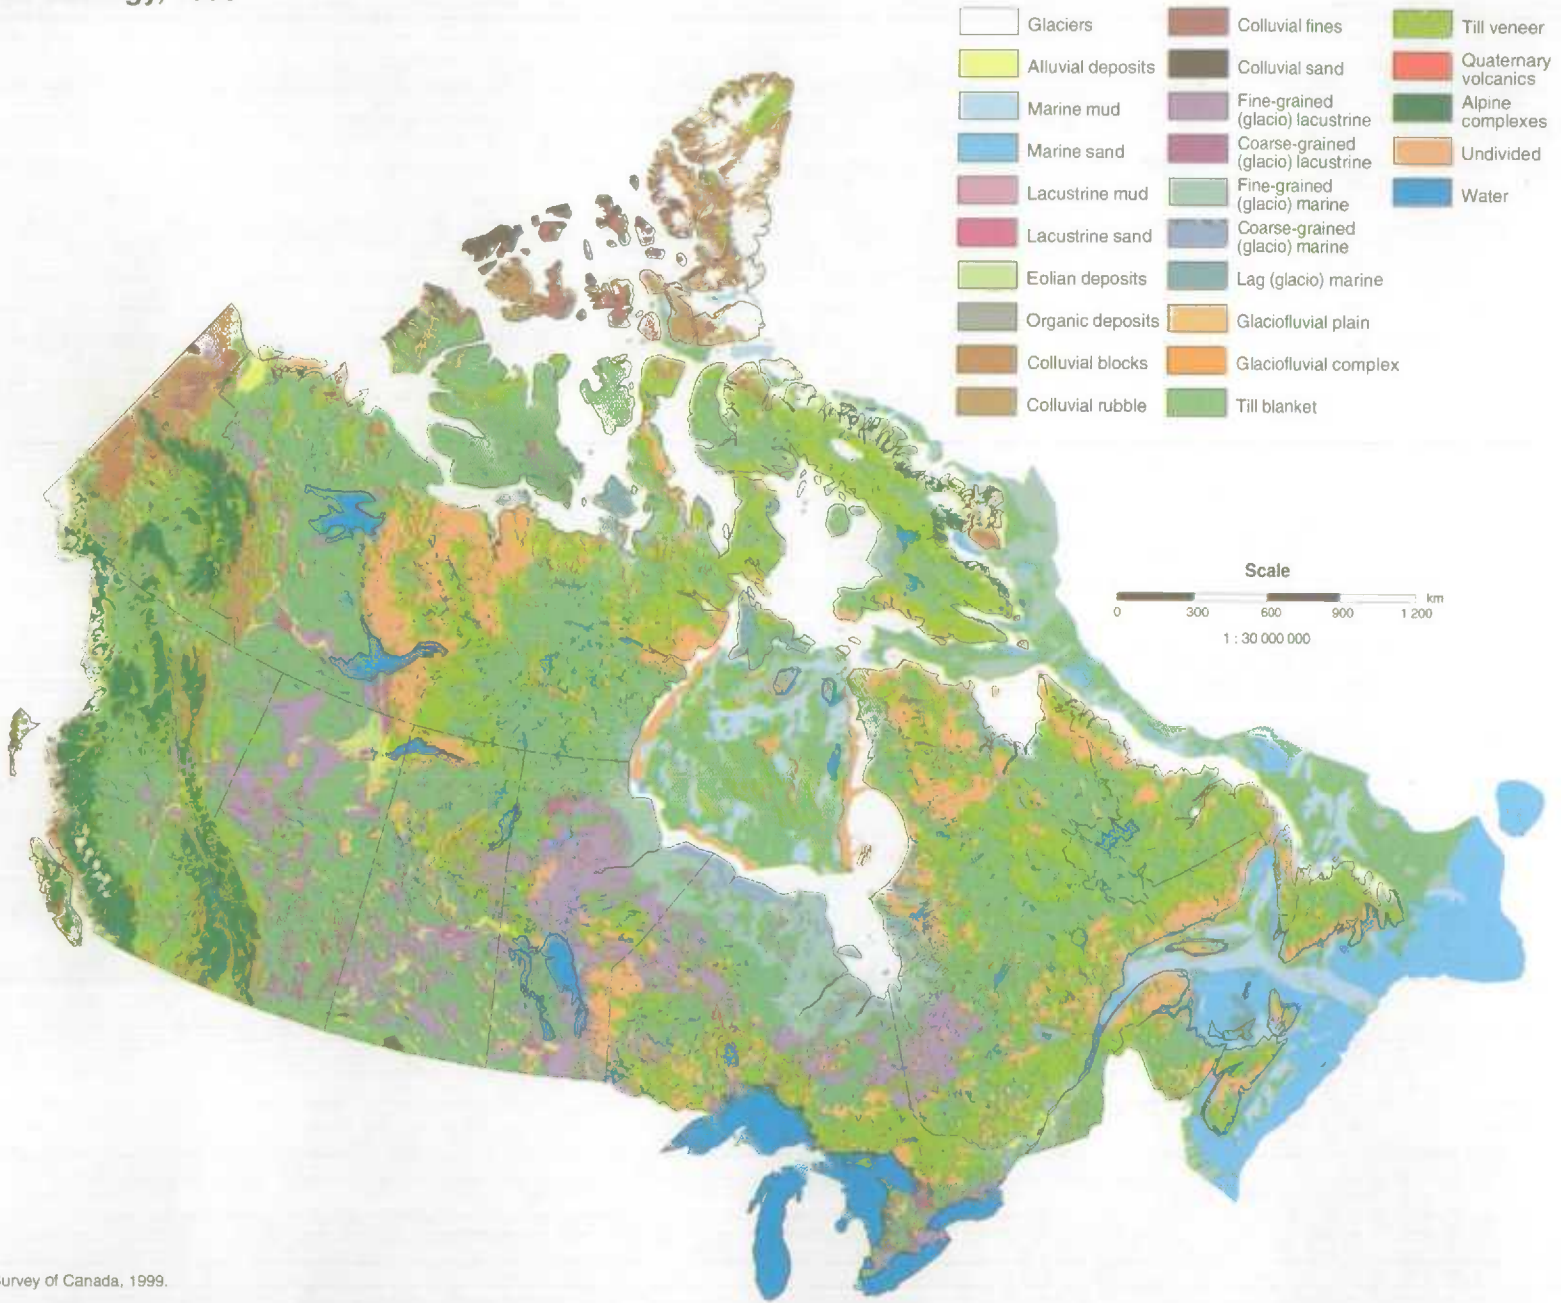 Glaciers
Alluvial deposits
Marine mud
Marine sand
Lacustrine mud
Lacustrine sand
Eolian deposits
Organic deposits
Colluvial blocks
Colluvial rubble
Colluvial fines
Colluvial sand
Fine-grained
(glacio) lacustrine
Coarse-grained
(glacio) lacustrine
Fine-grained
(glacio) marine
Coarse-grained
(glacio) marine
Lag (glacio) marine
Glaciofluvial plain
Glaciofluvial complex
Till blanket
Till veneer
Quaternary
volcanics
Alpine
complexes
Undivided
Water
Scale
km
0 300 600 900 1 200
1 : 30 000 000
Survey of Canada, 1999.